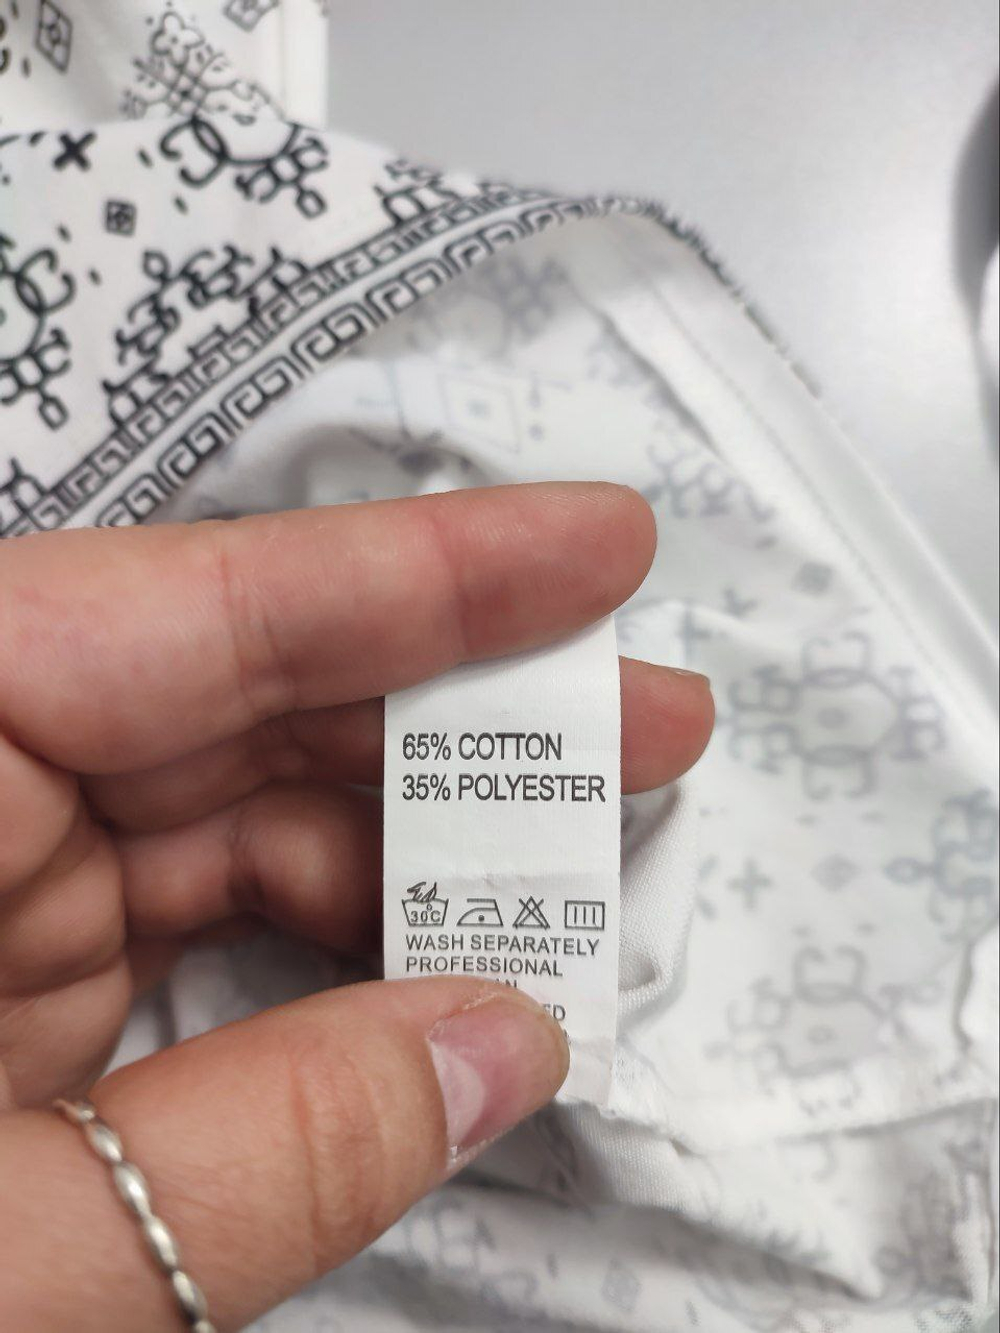 65% COTTON
35% POLYESTER
30C
WASH SEPARATELY
PROFESSIONAL